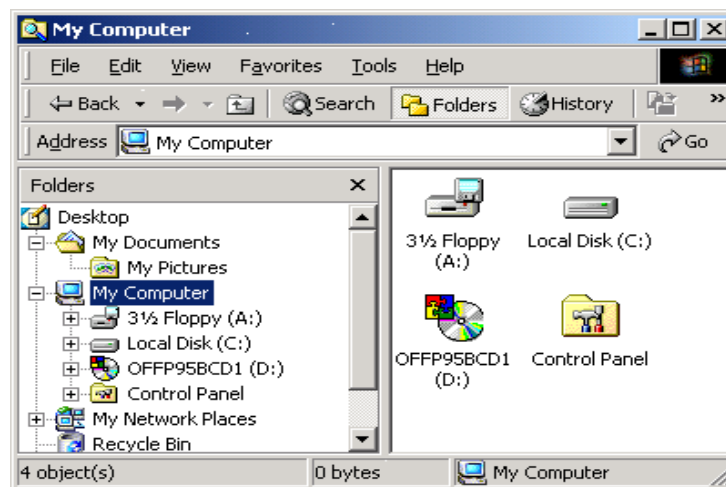 My Computer
File Edit View Favorites Tools Help
Back Search Folders History »
Address My Computer Go
Folders
Desktop
My Documents
My Pictures
My Computer
3½ Floppy (A:)
Local Disk (C:)
OFFP95BCD1 (D:)
Control Panel
My Network Places
Recycle Bin
3½ Floppy
(A:)
Local Disk (C:)
OFFP95BCD1
(D:)
Control Panel
4 object(s) 0 bytes My Computer